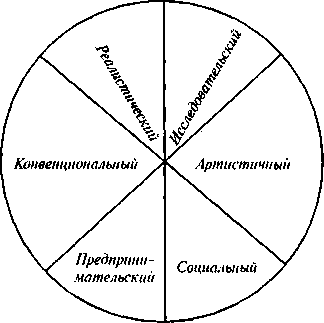 Реалистический
Исследовательский
Конвенциональный
Артистичный
Предприни-
мательский
Социальный